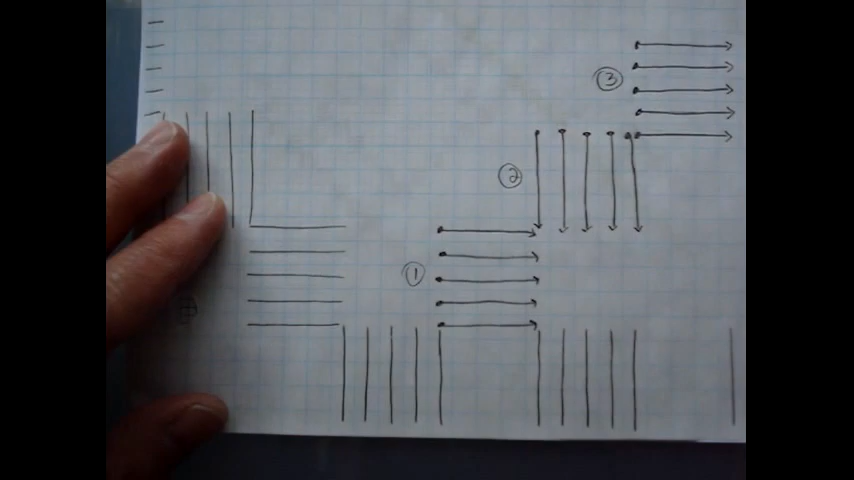 ③
②
①